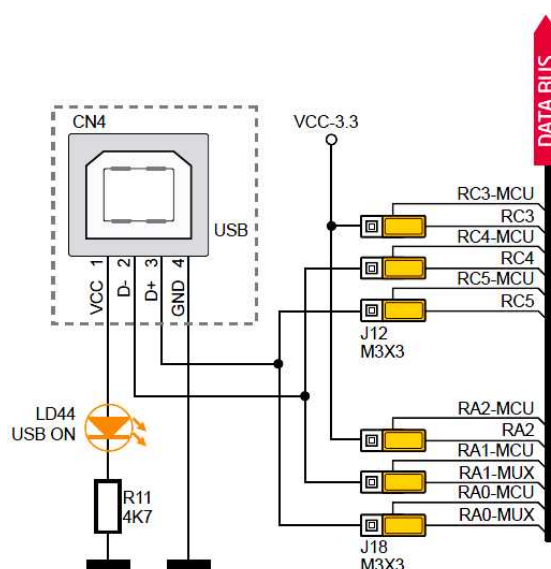 DATA BUS
CN4
USB
VCC 1
D- 2
D+ 3
GND 4
VCC-3.3
RC3-MCU
RC3
RC4-MCU
RC4
RC5-MCU
RC5
J12
M3X3
LD44
USB ON
R11
4K7
RA2-MCU
RA2
RA1-MCU
RA1-MUX
RA0-MCU
RA0-MUX
J18
M3X3